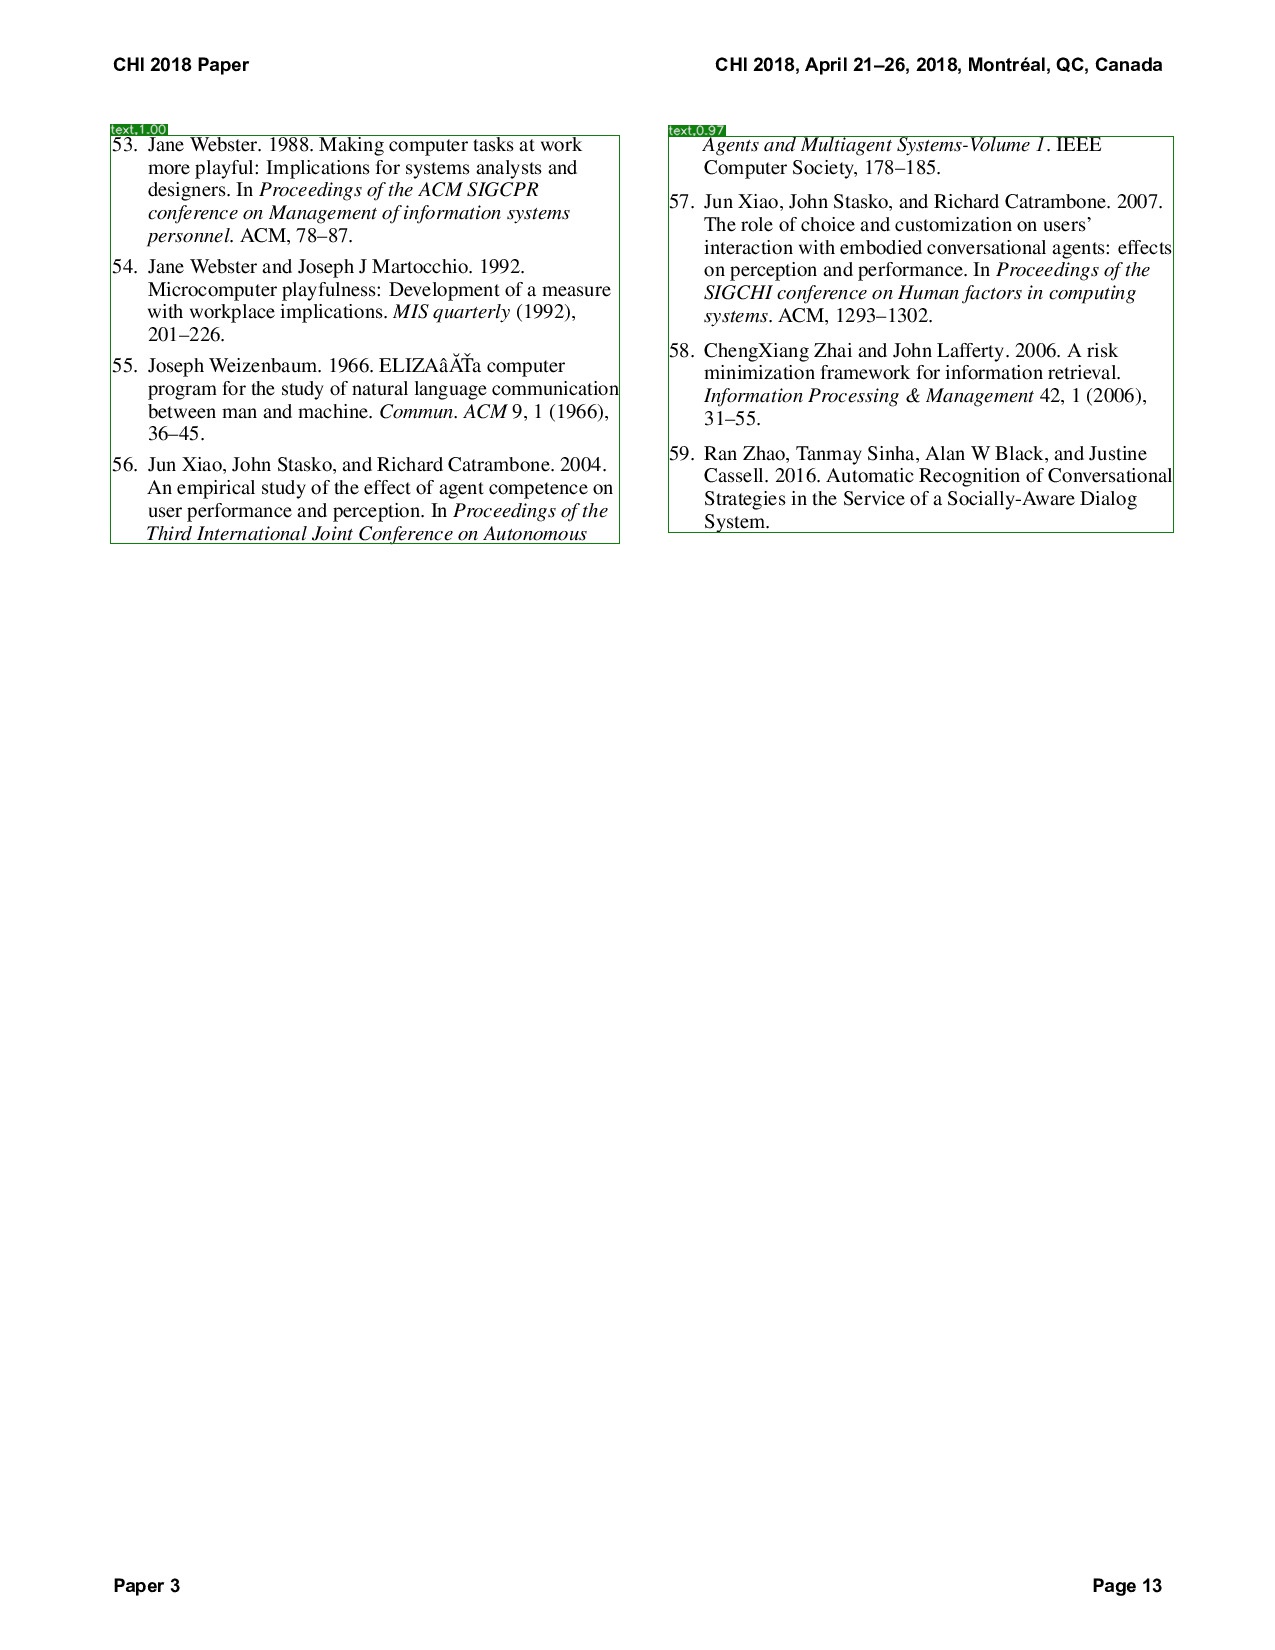 CHI 2018 Paper
CHI 2018, April 21–26, 2018, Montréal, QC, Canada
text,1.00
53. Jane Webster. 1988. Making computer tasks at work
more playful: Implications for systems analysts and
designers. In Proceedings of the ACM SIGCPR
conference on Management of information systems
personnel. ACM, 78–87.
54. Jane Webster and Joseph J Martocchio. 1992.
Microcomputer playfulness: Development of a measure
with workplace implications. MIS quarterly (1992),
201–226.
55. Joseph Weizenbaum. 1966. ELIZAâĂŤa computer
program for the study of natural language communication
between man and machine. Commun. ACM 9, 1 (1966),
36–45.
56. Jun Xiao, John Stasko, and Richard Catrambone. 2004.
An empirical study of the effect of agent competence on
user performance and perception. In Proceedings of the
Third International Joint Conference on Autonomous
text,0.97
Agents and Multiagent Systems-Volume 1. IEEE
Computer Society, 178–185.
57. Jun Xiao, John Stasko, and Richard Catrambone. 2007.
The role of choice and customization on users’
interaction with embodied conversational agents: effects
on perception and performance. In Proceedings of the
SIGCHI conference on Human factors in computing
systems. ACM, 1293–1302.
58. ChengXiang Zhai and John Lafferty. 2006. A risk
minimization framework for information retrieval.
Information Processing & Management 42, 1 (2006),
31–55.
59. Ran Zhao, Tanmay Sinha, Alan W Black, and Justine
Cassell. 2016. Automatic Recognition of Conversational
Strategies in the Service of a Socially-Aware Dialog
System.
Paper 3
Page 13